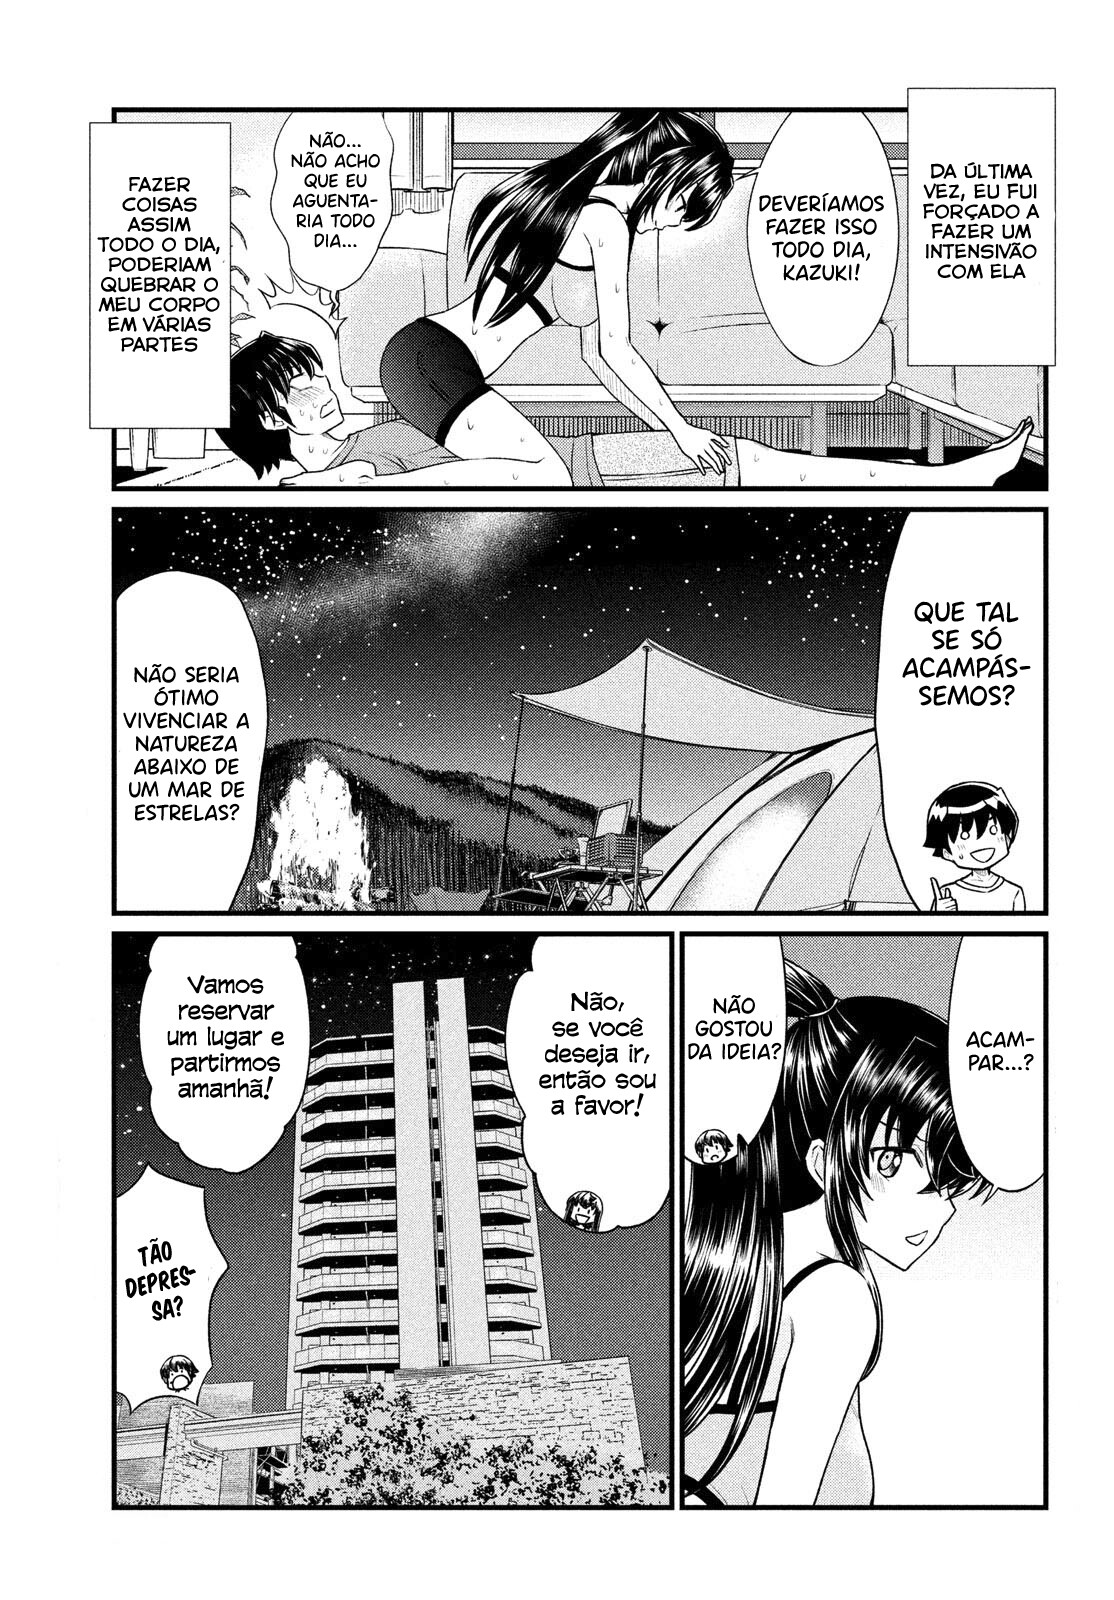 DA ÚLTIMA
VEZ, EU FUI
FORÇADO A
FAZER UM
INTENSIVÃO
COM ELA
DEVERÍAMOS
FAZER ISSO
TODO DIA,
KAZUKI!
NÃO...
NÃO ACHO
QUE EU
AGUENTA-
RIA TODO
DIA...
FAZER
COISAS
ASSIM
TODO O DIA,
PODERIAM
QUEBRAR O
MEU CORPO
EM VÁRIAS
PARTES
QUE TAL
SE SÓ
ACAMPÁS-
SEMOS?
NÃO SERIA
ÓTIMO
VIVENCIAR A
NATUREZA
ABAIXO DE
UM MAR DE
ESTRELAS?
ACAM-
PAR...?
NÃO
GOSTOU
DA IDEIA?
Não,
se você
deseja ir,
então sou
a favor!
Vamos
reservar
um lugar e
partirmos
amanhã!
TÃO
DEPRES-
SA?